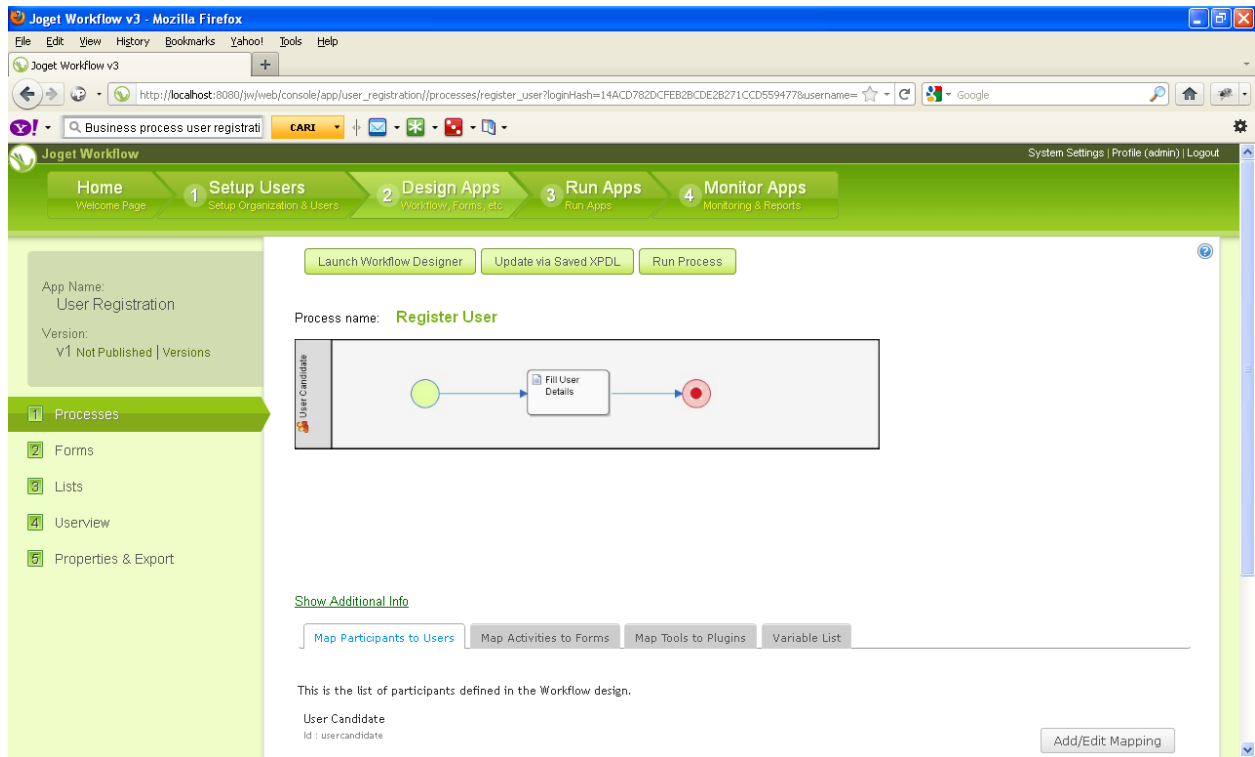 Joget Workflow v3 - Mozilla Firefox
File Edit View History Bookmarks Yahoo! Tools Help
Joget Workflow v3 +
http://localhost:8080/jw/web/console/app/user_registration//processes/register_user?loginHash=14ACD782DCFEB2BCDE2B271CCD559477&username= Google
Y! Business process user registrati CARI
Joget Workflow System Settings | Profile (admin) | Logout
Home 1 Setup Users 2 Design Apps 3 Run Apps 4 Monitor Apps
Welcome Page Setup Organization & Users Workflow, Forms, etc Run Apps Monitoring & Reports
Launch Workflow Designer Update via Saved XPDL Run Process
App Name:
User Registration
Version:
v1 Not Published | Versions
Process name: Register User
User Candidate
Fill User
Details
1 Processes
2 Forms
3 Lists
4 Userview
5 Properties & Export
Show Additional Info
Map Participants to Users Map Activities to Forms Map Tools to Plugins Variable List
This is the list of participants defined in the Workflow design.
User Candidate
Id : usercandidate
Add/Edit Mapping